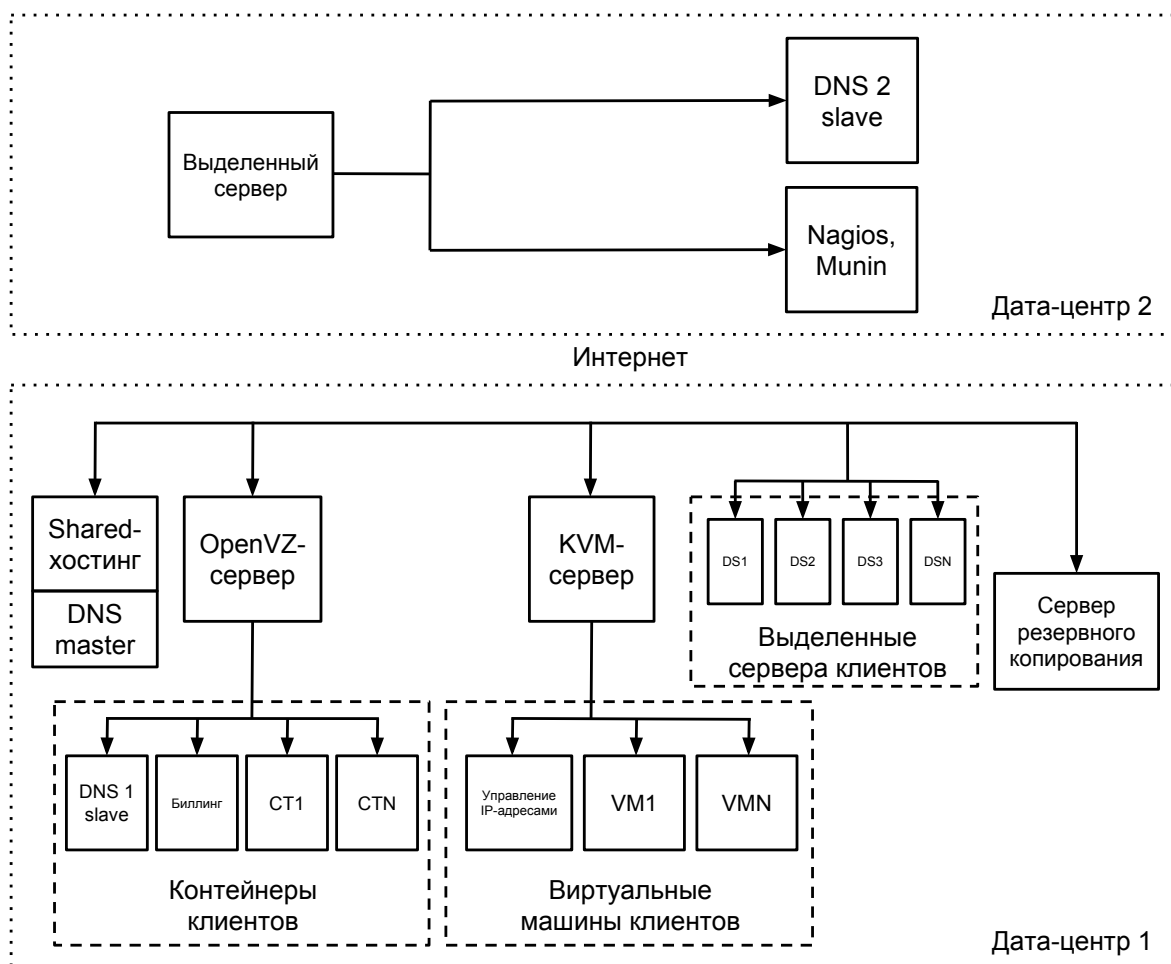 DNS 2
slave
Выделенный
сервер
Nagios,
Munin
Дата-центр 2
Интернет
Shared-
хостинг
DNS
master
OpenVZ-
сервер
KVM-
сервер
DS1
DS2
DS3
DSN
Выделенные
сервера клиентов
Сервер
резервного
копирования
DNS 1
slave
Биллинг
CT1
CTN
Контейнеры
клиентов
Управление
IP-адресами
VM1
VMN
Виртуальные
машины клиентов
Дата-центр 1